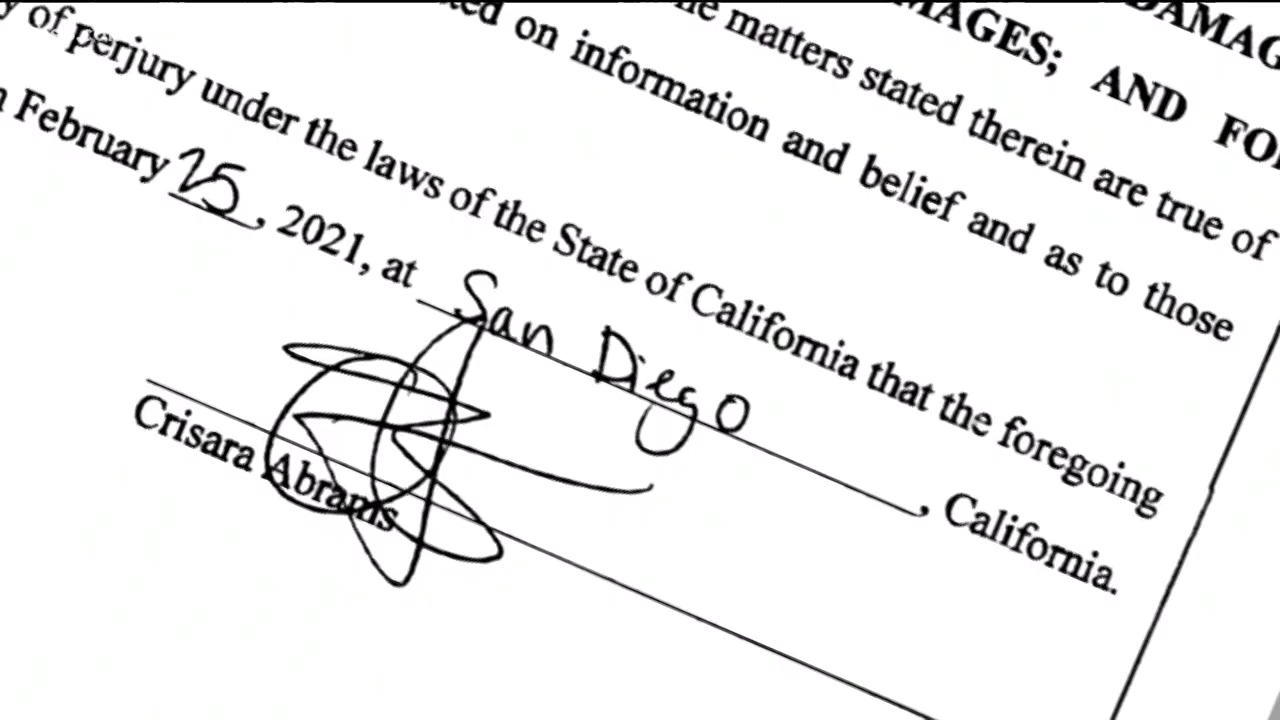 DAMAG
MAGES; AND FO
he matters stated therein are true of
ed on information and belief and as to those
y of perjury under the laws of the State of California that the foregoing
n February 25, 2021, at San Diego, California.
Crisara Abrams